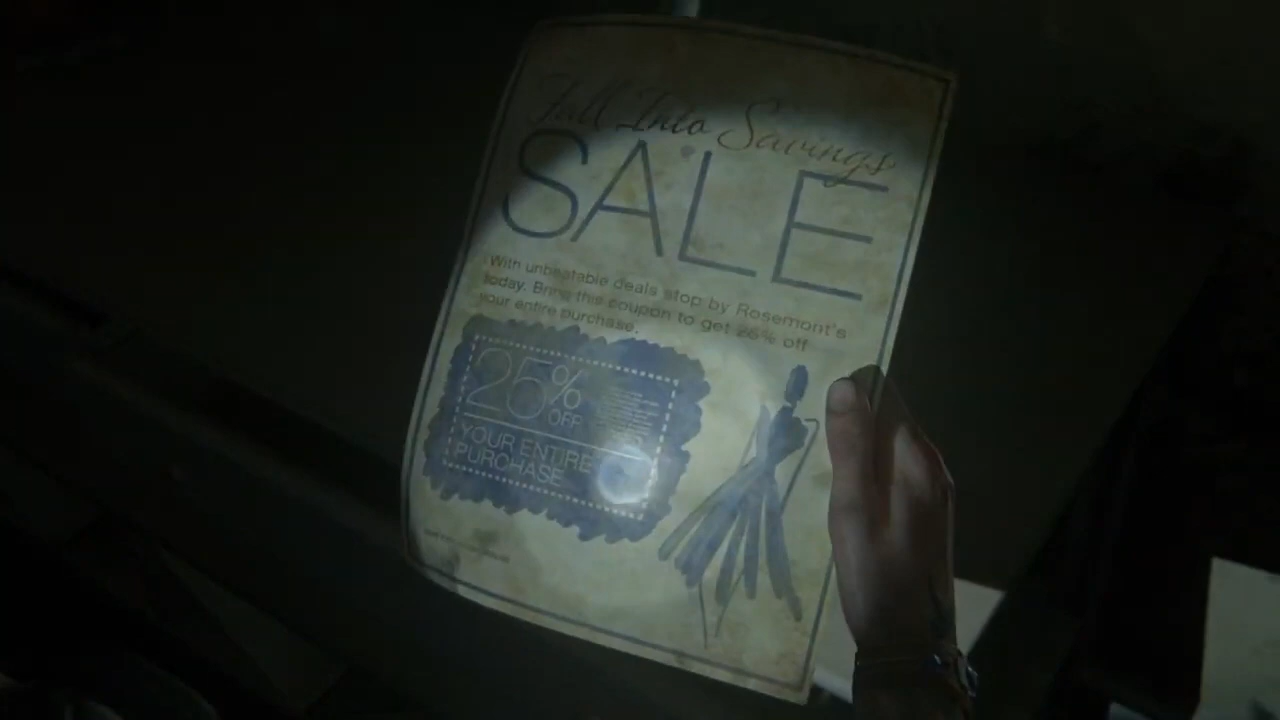 Fall Into Savings
SALE
With unbeatable deals stop by Rosemont's
today. Bring this coupon to get 25% off
your entire purchase.
25%
OFF
YOUR ENTIRE
PURCHASE